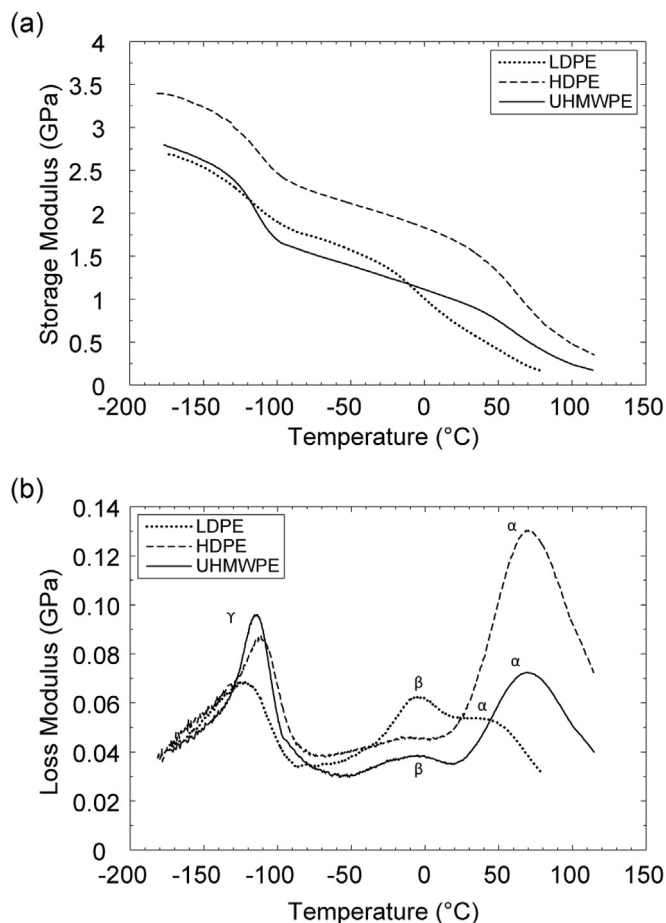 (a)
4
3.5
3
2.5
2
1.5
1
0.5
0
Storage Modulus (GPa)
LDPE
HDPE
UHMWPE
-200 -150 -100 -50 0 50 100 150
Temperature (°C)
(b)
0.14
0.12
0.10
0.08
0.06
0.04
0.02
0
Loss Modulus (GPa)
LDPE
HDPE
UHMWPE
α
ϒ
α
β
α
β
-200 -150 -100 -50 0 50 100 150
Temperature (°C)